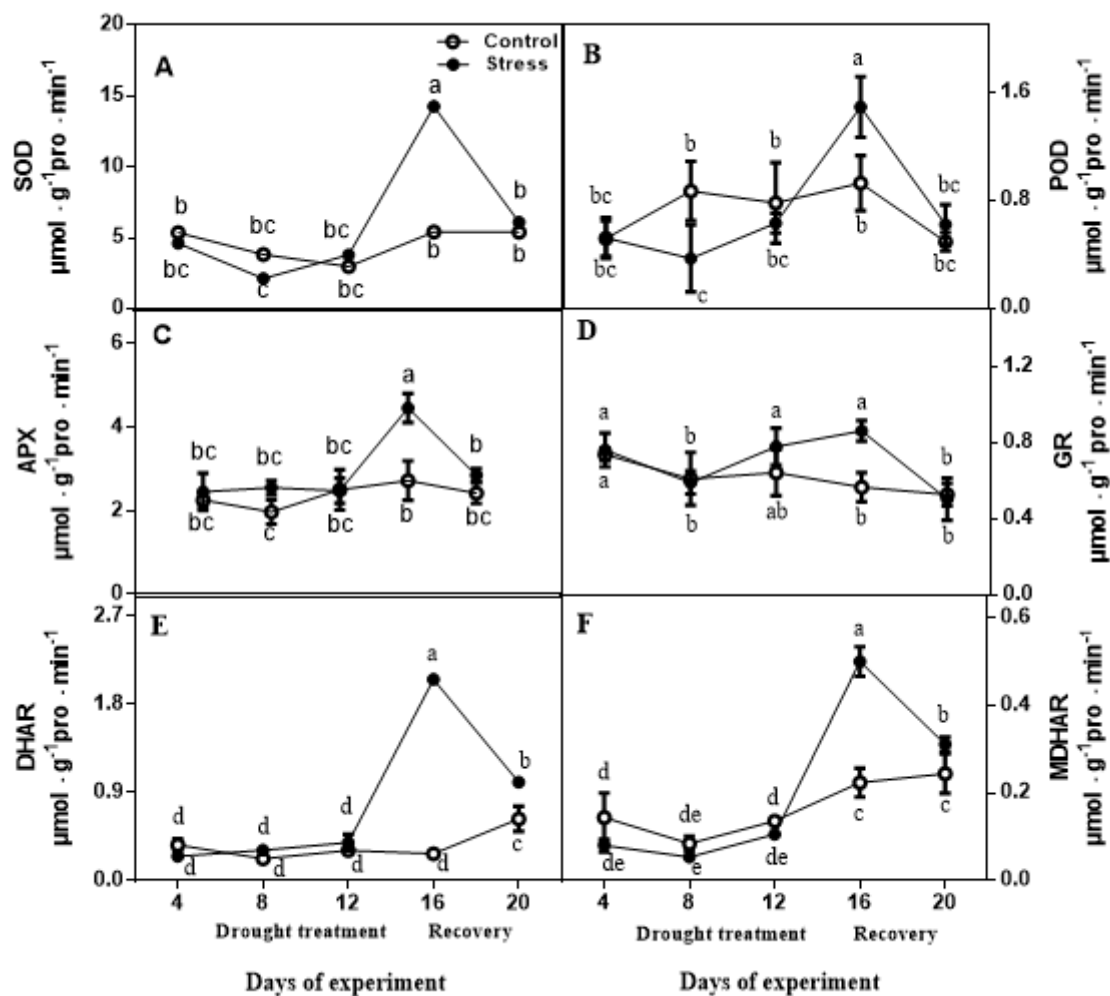 A
Control
Stress
20
15
10
5
0
SOD
µmol · g⁻¹pro · min⁻¹
b
bc
bc
c
bc
bc
a
b
b
b
B
1.6
0.8
0.0
POD
µmol · g⁻¹pro · min⁻¹
bc
bc
b
c
b
bc
a
b
bc
bc
C
6
4
2
0
APX
µmol · g⁻¹pro · min⁻¹
bc
bc
bc
c
bc
bc
a
b
b
bc
D
1.2
0.8
0.4
0.0
GR
µmol · g⁻¹pro · min⁻¹
a
a
b
b
a
ab
a
b
b
b
E
2.7
1.8
0.9
0.0
DHAR
µmol · g⁻¹pro · min⁻¹
d
d
d
d
d
d
a
d
b
c
4 8 12 16 20
Drought treatment Recovery
Days of experiment
F
0.6
0.4
0.2
0.0
MDHAR
µmol · g⁻¹pro · min⁻¹
d
de
de
e
d
de
a
c
b
c
4 8 12 16 20
Drought treatment Recovery
Days of experiment